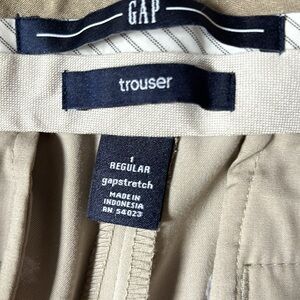 GAP
trouser
1
REGULAR
gapstretch
MADE IN
INDONESIA
RN 54023